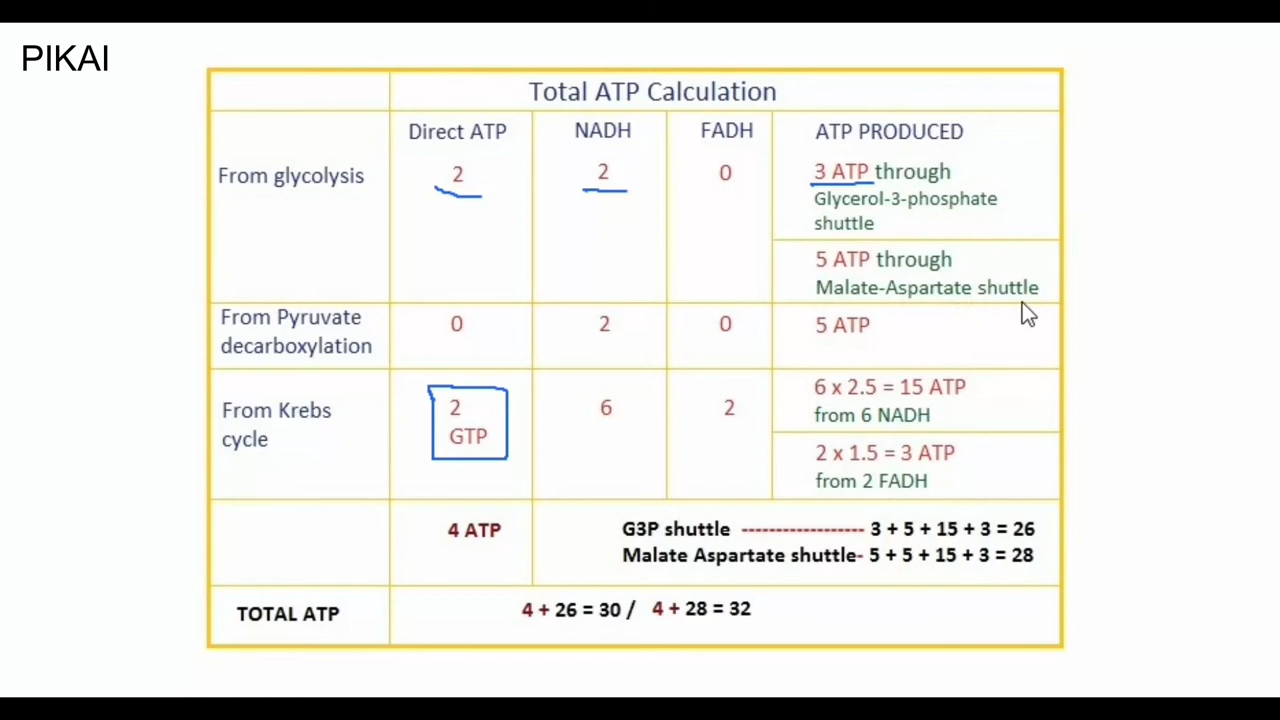 PIKAI
Total ATP Calculation
Direct ATP NADH FADH ATP PRODUCED
From glycolysis 2 2 0 3 ATP through
Glycerol-3-phosphate
shuttle
5 ATP through
Malate-Aspartate shuttle
From Pyruvate
decarboxylation 0 2 0 5 ATP
From Krebs
cycle 2
GTP 6 2 6 x 2.5 = 15 ATP
from 6 NADH
2 x 1.5 = 3 ATP
from 2 FADH
4 ATP G3P shuttle ------------------ 3 + 5 + 15 + 3 = 26
Malate Aspartate shuttle- 5 + 5 + 15 + 3 = 28
TOTAL ATP 4 + 26 = 30 / 4 + 28 = 32